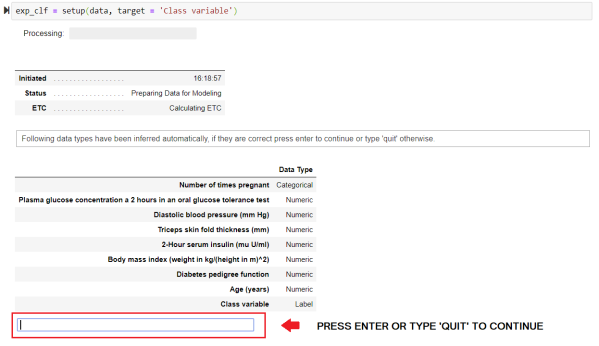 exp_clf = setup(data, target = 'Class variable')
Processing:
Initiated . . . . . . . . . . . . . . . . . . 16:18:57
Status . . . . . . . . . . . . . . . . . . Preparing Data for Modeling
ETC . . . . . . . . . . . . . . . . . . Calculating ETC
Following data types have been inferred automatically, if they are correct press enter to continue or type 'quit' otherwise.
Data Type
Number of times pregnant Categorical
Plasma glucose concentration a 2 hours in an oral glucose tolerance test Numeric
Diastolic blood pressure (mm Hg) Numeric
Triceps skin fold thickness (mm) Numeric
2-Hour serum insulin (mu U/ml) Numeric
Body mass index (weight in kg/(height in m)^2) Numeric
Diabetes pedigree function Numeric
Age (years) Numeric
Class variable Label
PRESS ENTER OR TYPE 'QUIT' TO CONTINUE